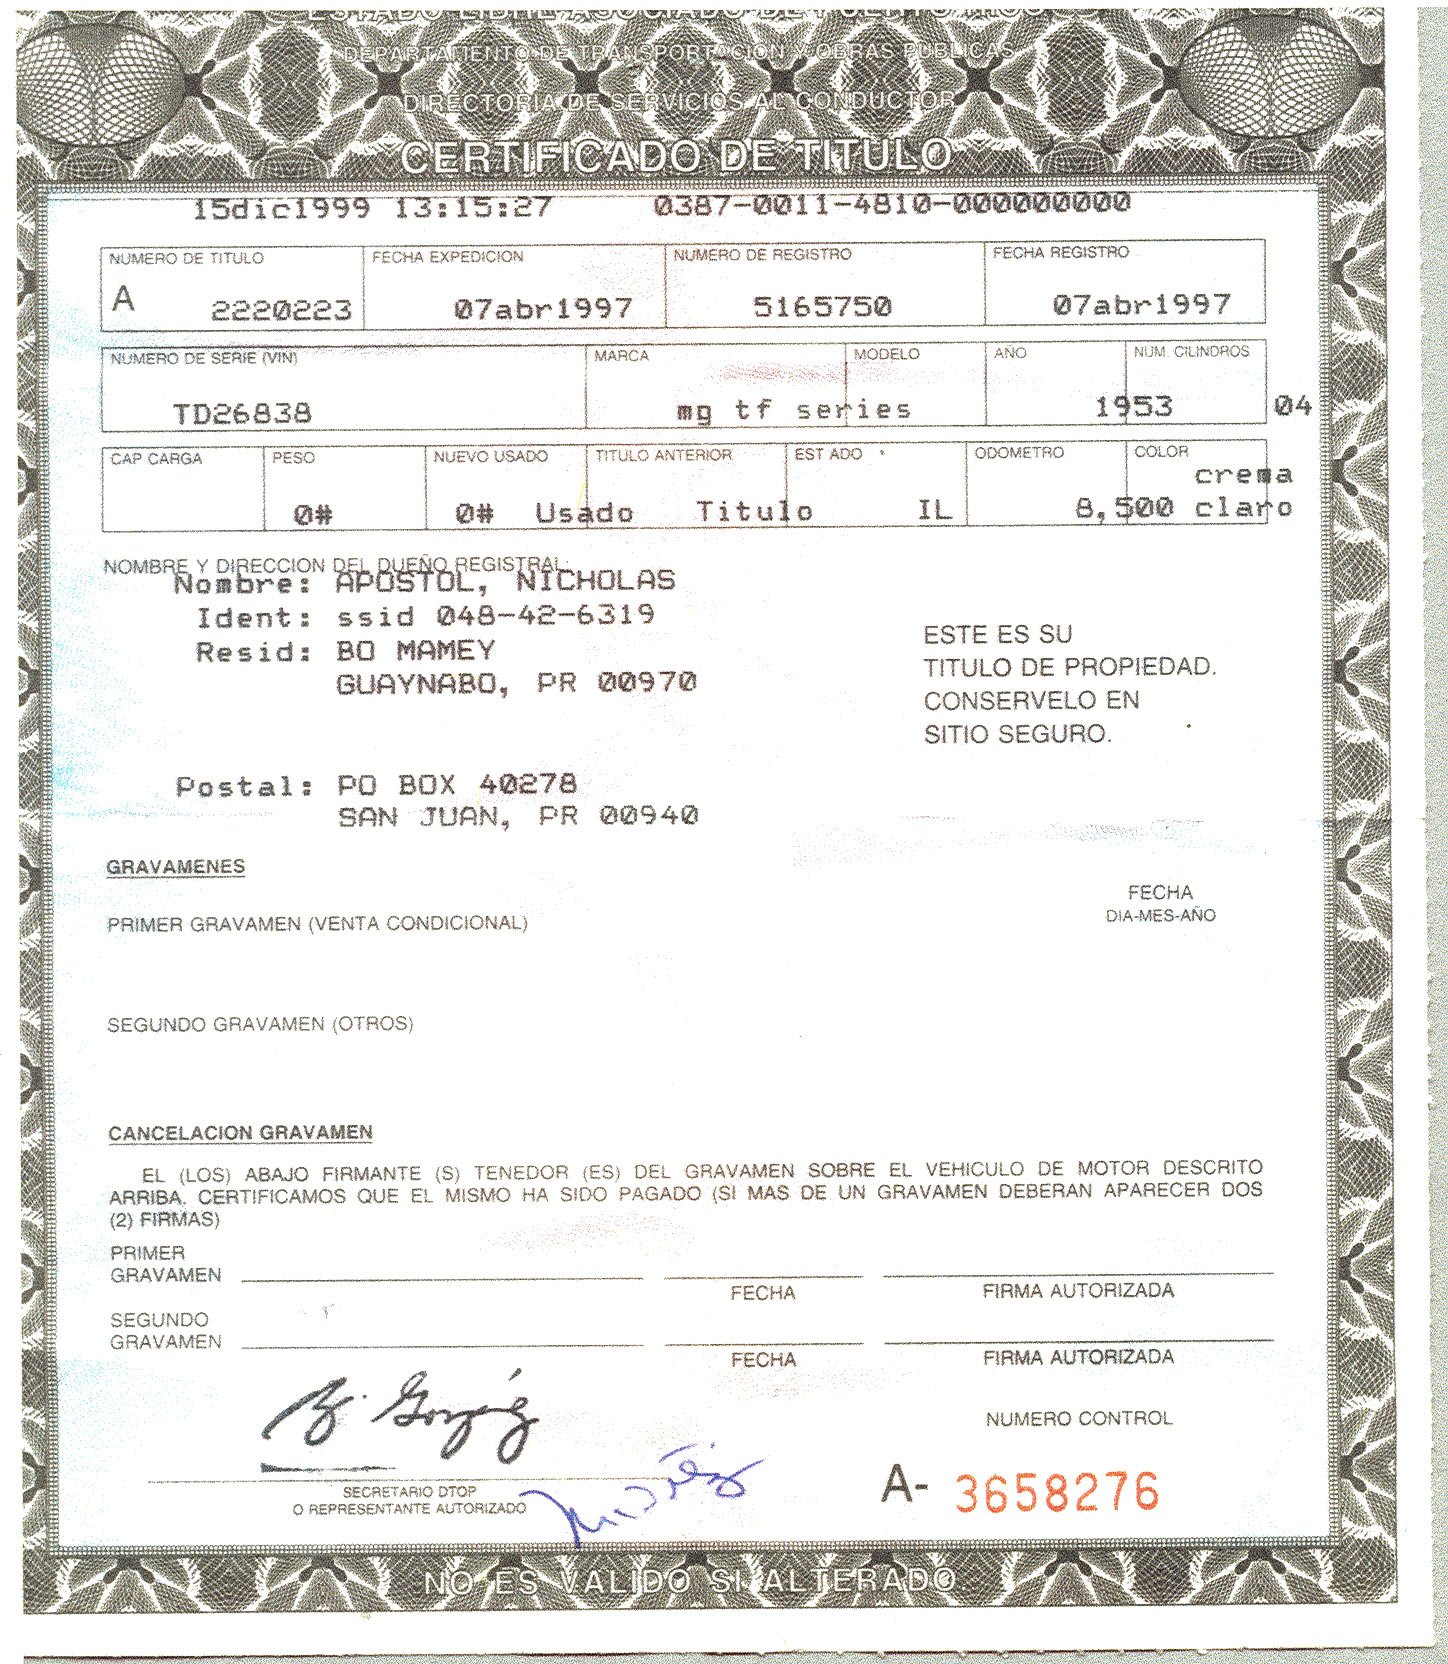 ESTADO LIBRE ASOCIADO DE PUERTO RICO
DEPARTAMENTO DE TRANSPORTACION Y OBRAS PUBLICAS
DIRECTORIA DE SERVICIOS AL CONDUCTOR
CERTIFICADO DE TITULO
15dic1999 13:15:27 0387-0011-4810-000000000
NUMERO DE TITULO FECHA EXPEDICION NUMERO DE REGISTRO FECHA REGISTRO
A 2220223 07abr1997 5165750 07abr1997
NUMERO DE SERIE (VIN) MARCA MODELO AÑO NUM. CILINDROS
TD26838 mg tf series 1953 04
CAP CARGA PESO NUEVO USADO TITULO ANTERIOR ESTADO ODOMETRO COLOR
crema
0# 0# Usado Titulo IL 8,500 claro
NOMBRE Y DIRECCION DEL DUEÑO REGISTRAL:
Nombre: APOSTOL, NICHOLAS
Ident: ssid 048-42-6319
Resid: BO MAMEY
GUAYNABO, PR 00970
ESTE ES SU
TITULO DE PROPIEDAD.
CONSERVELO EN
SITIO SEGURO.
Postal: PO BOX 40278
SAN JUAN, PR 00940
GRAVAMENES
FECHA
DIA-MES-AÑO
PRIMER GRAVAMEN (VENTA CONDICIONAL)
SEGUNDO GRAVAMEN (OTROS)
CANCELACION GRAVAMEN
EL (LOS) ABAJO FIRMANTE (S) TENEDOR (ES) DEL GRAVAMEN SOBRE EL VEHICULO DE MOTOR DESCRITO
ARRIBA. CERTIFICAMOS QUE EL MISMO HA SIDO PAGADO (SI MAS DE UN GRAVAMEN DEBERAN APARECER DOS
(2) FIRMAS)
PRIMER
GRAVAMEN
FECHA FIRMA AUTORIZADA
SEGUNDO
GRAVAMEN
FECHA FIRMA AUTORIZADA
NUMERO CONTROL
A- 3658276
SECRETARIO DTOP
O REPRESENTANTE AUTORIZADO
NO ES VALIDO SI ALTERADO.